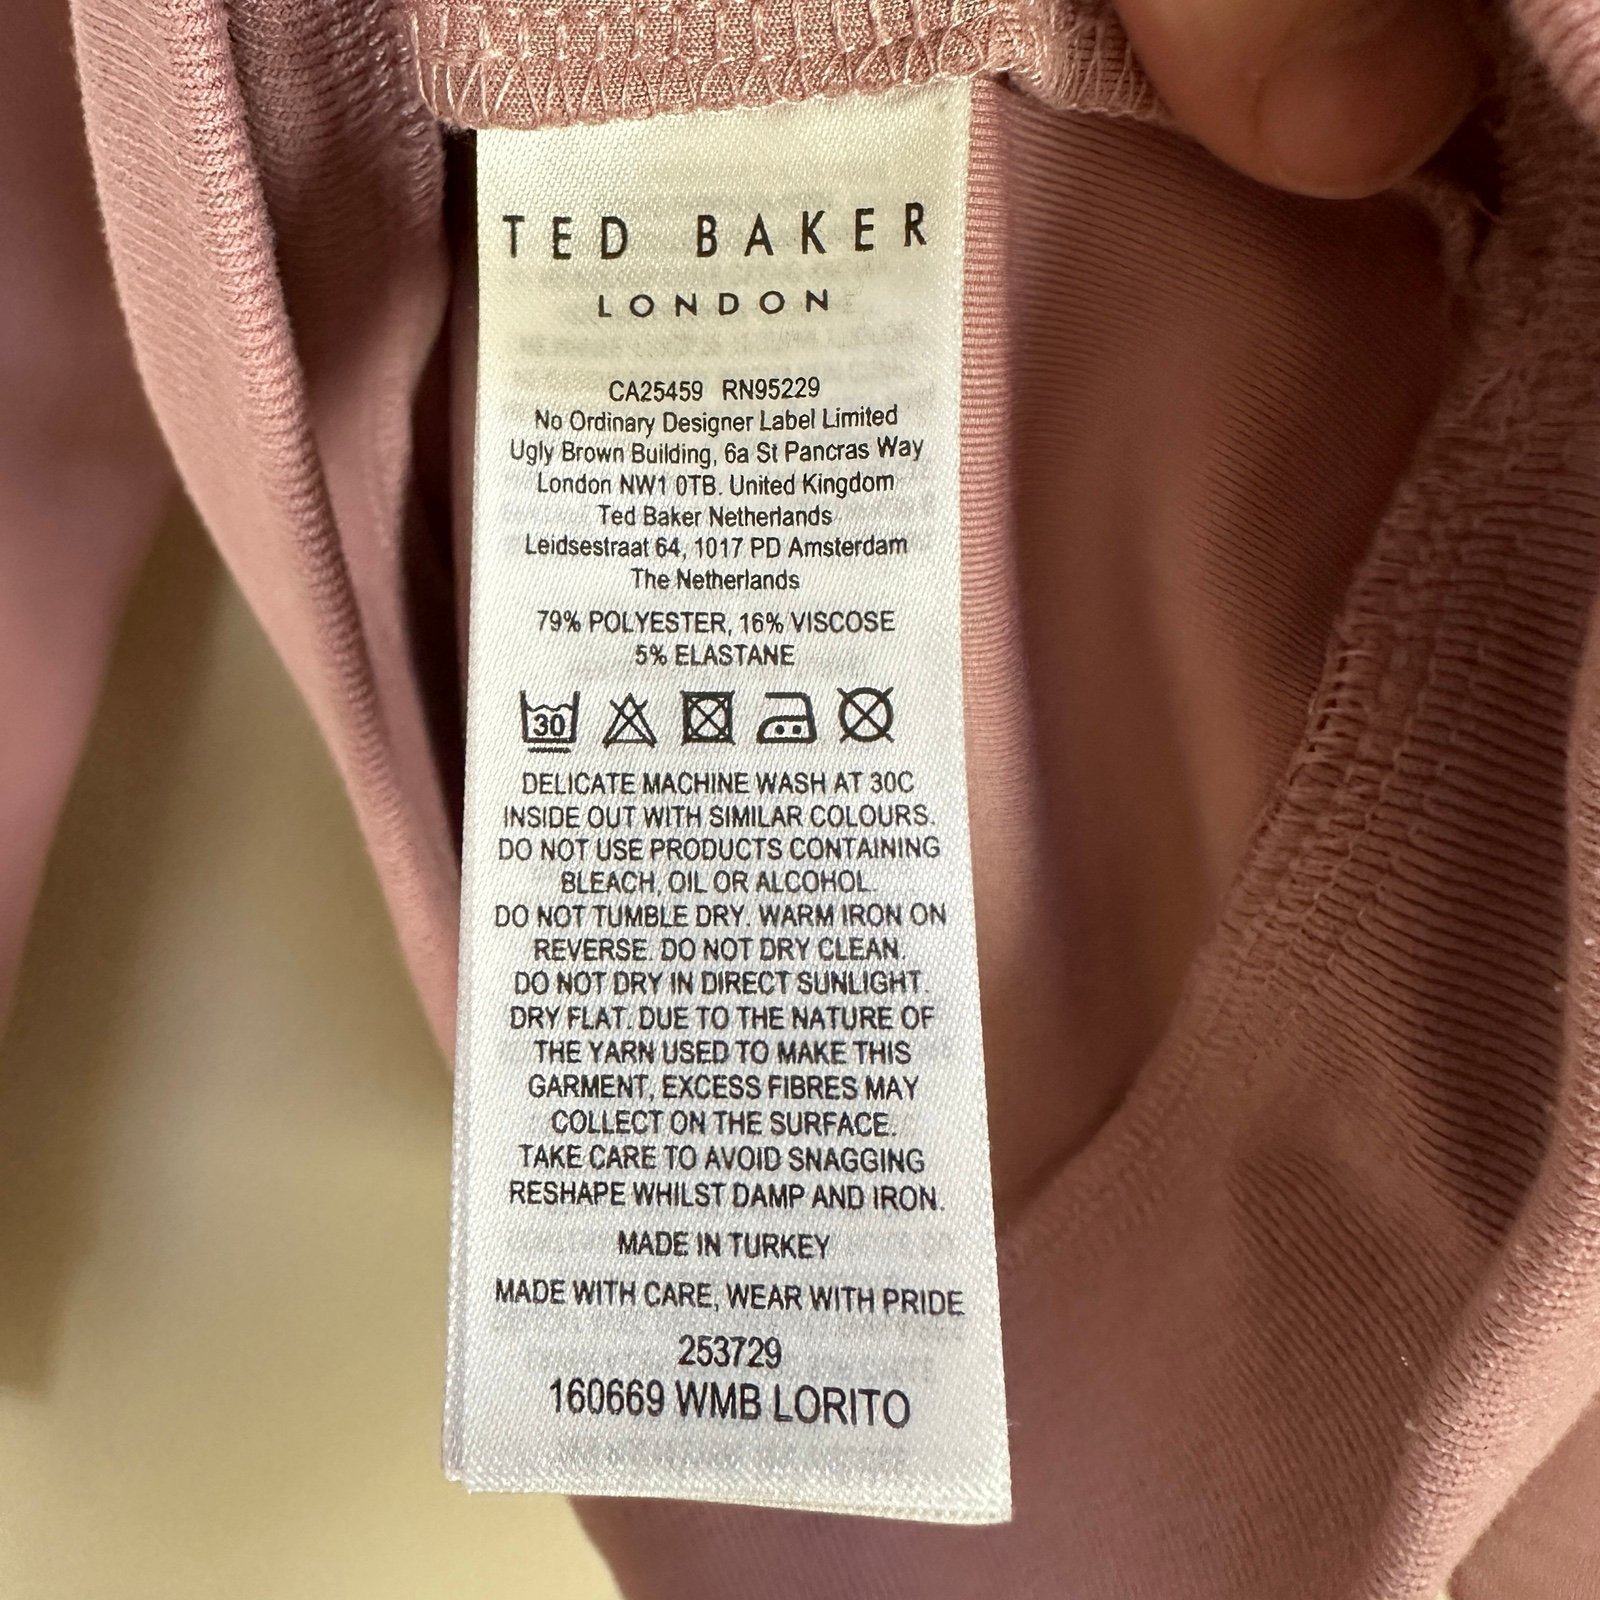 TED BAKER
LONDON
CA25459 RN95229
No Ordinary Designer Label Limited
Ugly Brown Building, 6a St Pancras Way
London NW1 0TB. United Kingdom
Ted Baker Netherlands
Leidsestraat 64, 1017 PD Amsterdam
The Netherlands
79% POLYESTER, 16% VISCOSE
5% ELASTANE
30
DELICATE MACHINE WASH AT 30C
INSIDE OUT WITH SIMILAR COLOURS.
DO NOT USE PRODUCTS CONTAINING
BLEACH, OIL OR ALCOHOL.
DO NOT TUMBLE DRY. WARM IRON ON
REVERSE. DO NOT DRY CLEAN.
DO NOT DRY IN DIRECT SUNLIGHT.
DRY FLAT. DUE TO THE NATURE OF
THE YARN USED TO MAKE THIS
GARMENT, EXCESS FIBRES MAY
COLLECT ON THE SURFACE.
TAKE CARE TO AVOID SNAGGING
RESHAPE WHILST DAMP AND IRON.
MADE IN TURKEY
MADE WITH CARE, WEAR WITH PRIDE
253729
160669 WMB LORITO